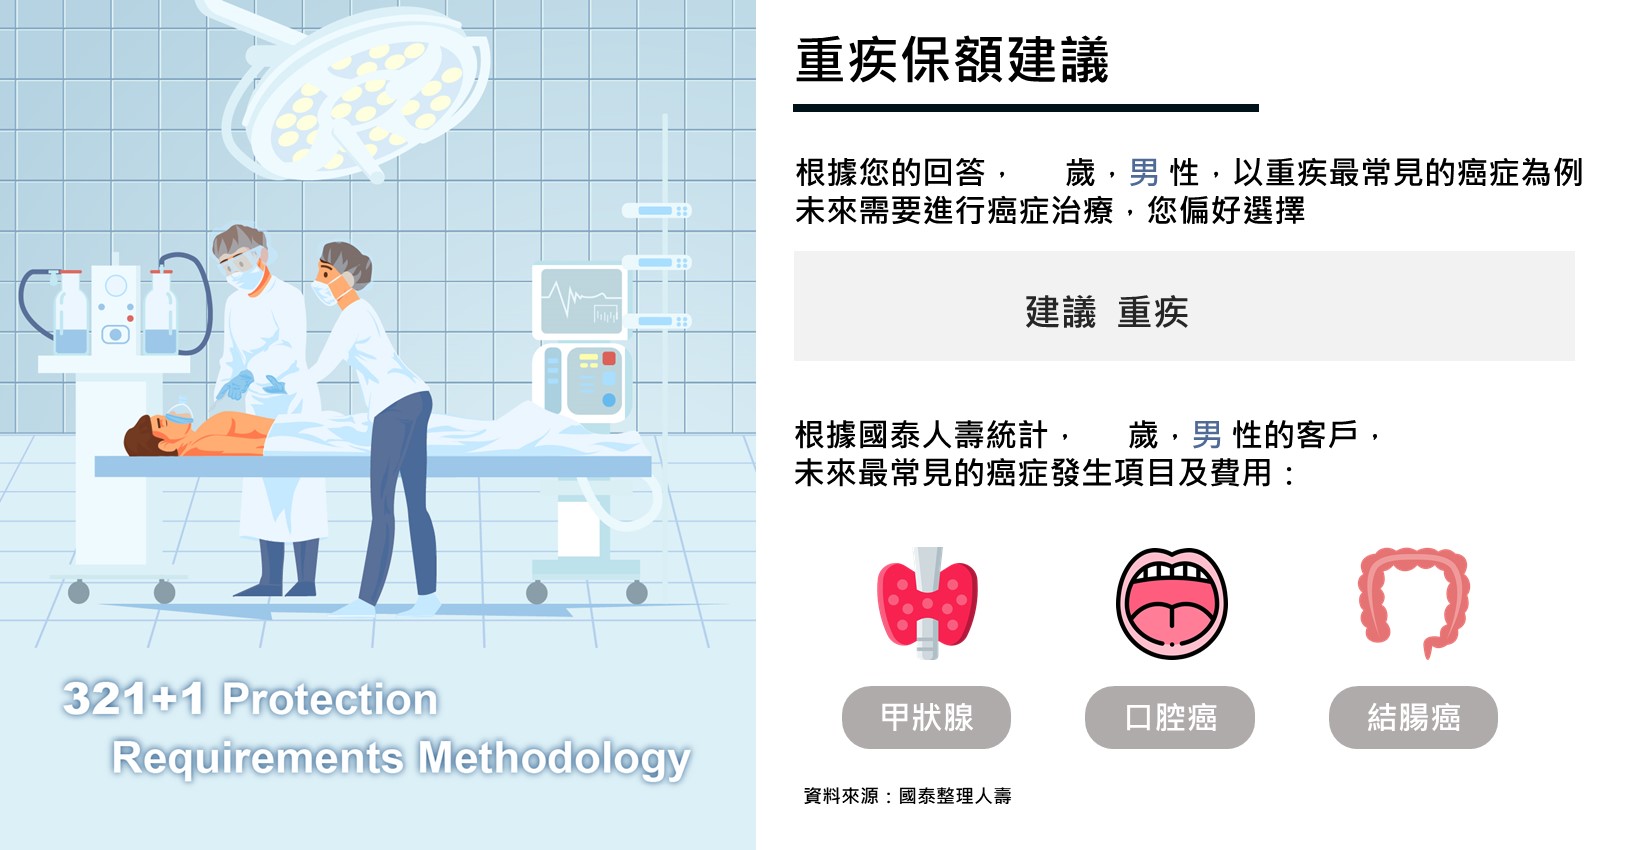 重疾保額建議
根據您的回答， 歲，男 性，以重疾最常見的癌症為例
未來需要進行癌症治療，您偏好選擇
建議 重疾
根據國泰人壽統計， 歲，男 性的客戶，
未來最常見的癌症發生項目及費用：
甲狀腺
口腔癌
結腸癌
資料來源：國泰整理人壽
321+1 Protection
Requirements Methodology